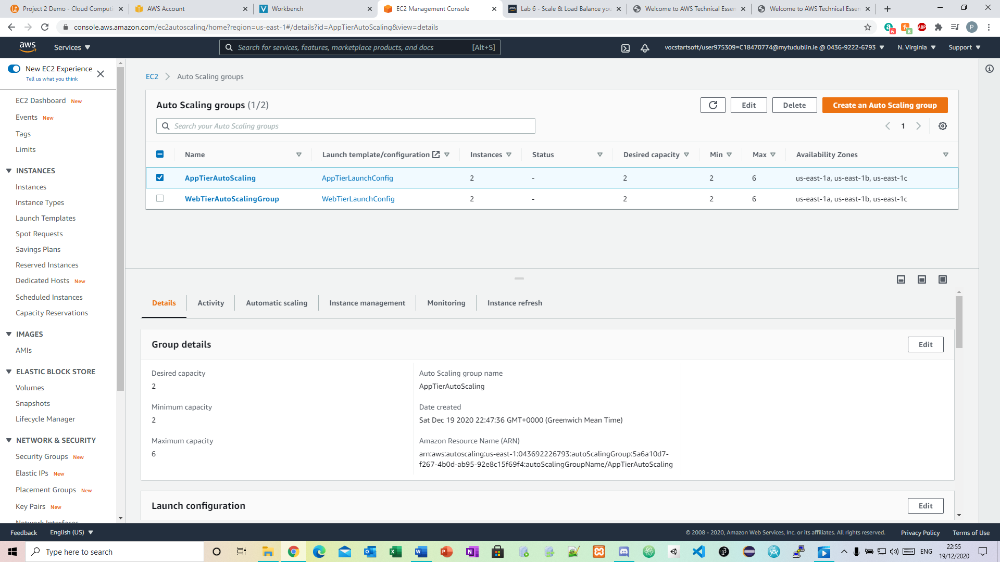 Project 2 Demo - Cloud Computi
AWS Account
Workbench
EC2 Management Console
Lab 6 - Scale & Load Balance you
Welcome to AWS Technical Essen
Welcome to AWS Technical Essen
console.aws.amazon.com/ec2autoscaling/home?region=us-east-1#/details?id=AppTierAutoScaling&view=details
6
8
ABP
P
aws
Services
Search for services, features, marketplace products, and docs
[Alt+S]
vocstartsoft/user975309=C18470774@mytudublin.ie @ 0436-9222-6793
N. Virginia
Support
New EC2 Experience
Tell us what you think
EC2 Dashboard New
Events New
Tags
Limits
INSTANCES
Instances
Instance Types
Launch Templates
Spot Requests
Savings Plans
Reserved Instances
Dedicated Hosts New
Scheduled Instances
Capacity Reservations
IMAGES
AMIs
ELASTIC BLOCK STORE
Volumes
Snapshots
Lifecycle Manager
NETWORK & SECURITY
Security Groups New
Elastic IPs New
Placement Groups New
Key Pairs New
Network Interfaces
EC2 Auto Scaling groups
Auto Scaling groups (1/2)
Edit
Delete
Create an Auto Scaling group
Search your Auto Scaling groups
1
Name Launch template/configuration Instances Status Desired capacity Min Max Availability Zones
AppTierAutoScaling AppTierLaunchConfig 2 - 2 2 6 us-east-1a, us-east-1b, us-east-1c
WebTierAutoScalingGroup WebTierLaunchConfig 2 - 2 2 6 us-east-1a, us-east-1b, us-east-1c
Details
Activity
Automatic scaling
Instance management
Monitoring
Instance refresh
Group details
Edit
Desired capacity
2
Minimum capacity
2
Maximum capacity
6
Auto Scaling group name
AppTierAutoScaling
Date created
Sat Dec 19 2020 22:47:36 GMT+0000 (Greenwich Mean Time)
Amazon Resource Name (ARN)
arn:aws:autoscaling:us-east-1:043692226793:autoScalingGroup:5a6a10d7-
f267-4b0d-ab95-92e8c15f69f4:autoScalingGroupName/AppTierAutoScaling
Launch configuration
Edit
Feedback
English (US)
© 2008 - 2020, Amazon Web Services, Inc. or its affiliates. All rights reserved.
Privacy Policy
Terms of Use
Type here to search
ENG
22:55
19/12/2020